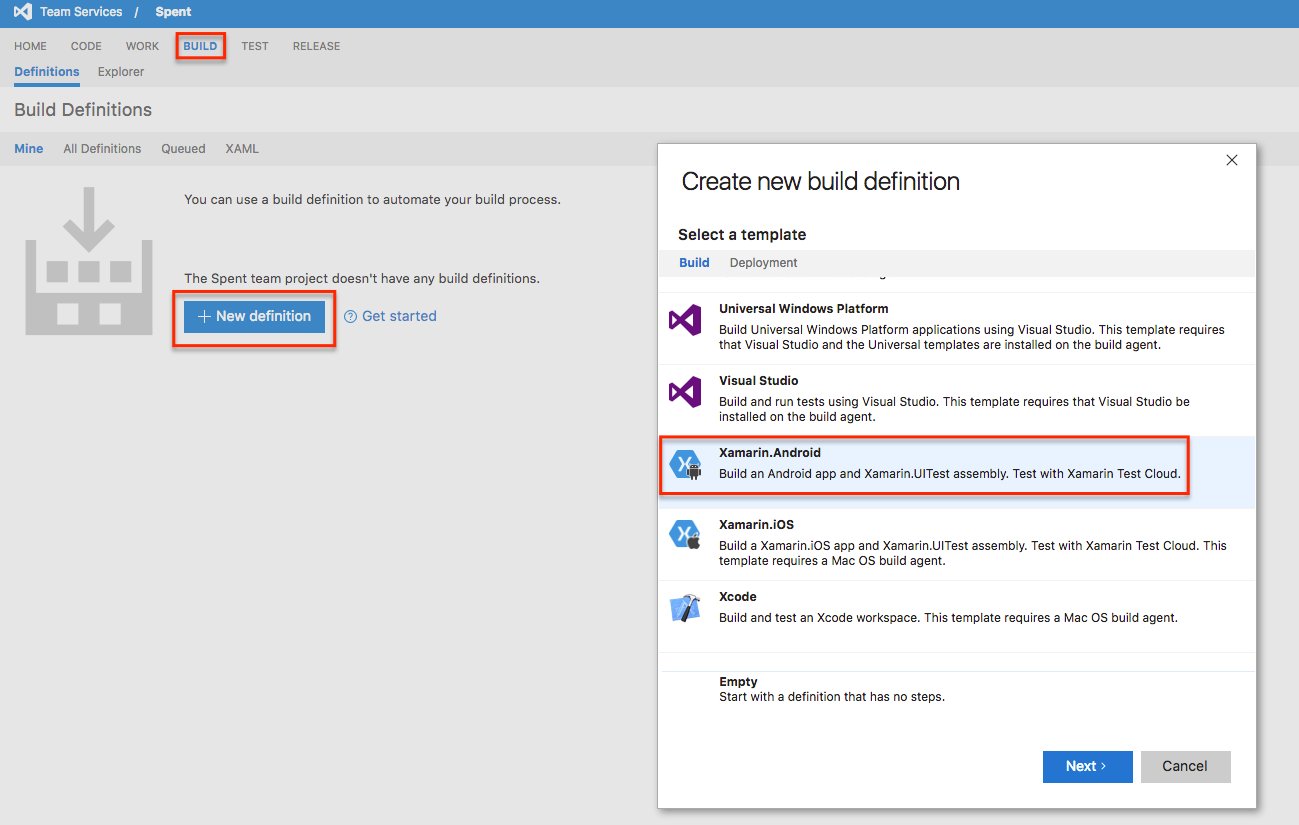 Team Services / Spent
HOME CODE WORK BUILD TEST RELEASE
Definitions Explorer
Build Definitions
Mine All Definitions Queued XAML
You can use a build definition to automate your build process.
The Spent team project doesn't have any build definitions.
+ New definition ? Get started
Create new build definition
Select a template
Build Deployment
Universal Windows Platform
Build Universal Windows Platform applications using Visual Studio. This template requires
that Visual Studio and the Universal templates are installed on the build agent.
Visual Studio
Build and run tests using Visual Studio. This template requires that Visual Studio be
installed on the build agent.
Xamarin.Android
Build an Android app and Xamarin.UITest assembly. Test with Xamarin Test Cloud.
Xamarin.iOS
Build a Xamarin.iOS app and Xamarin.UITest assembly. Test with Xamarin Test Cloud. This
template requires a Mac OS build agent.
Xcode
Build and test an Xcode workspace. This template requires a Mac OS build agent.
Empty
Start with a definition that has no steps.
Next › Cancel